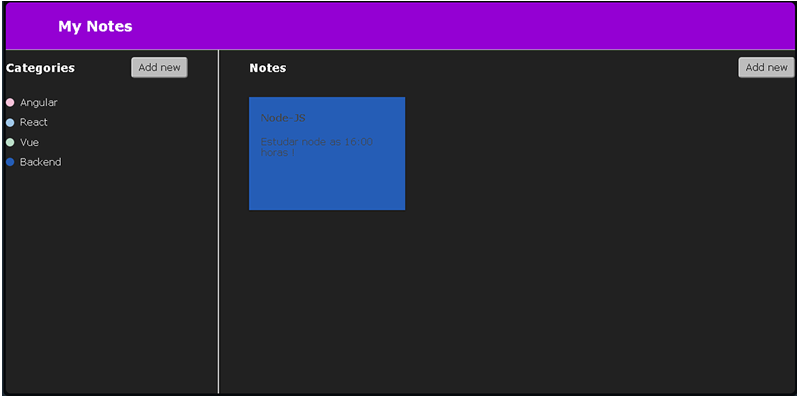 My Notes
Categories
Add new
Notes
Add new
Angular
React
Vue
Backend
Node-JS
Estudar node as 16:00
horas !